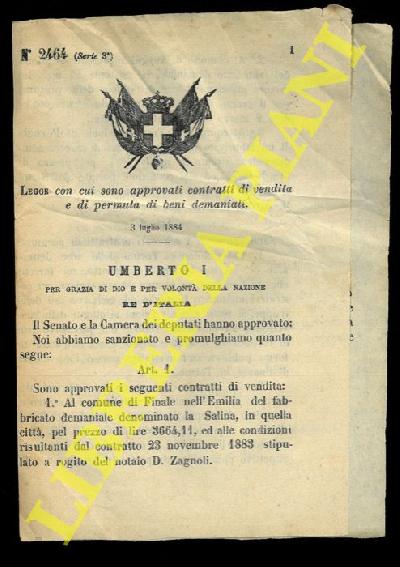 N° 2464 (Serie 3ª) 1
LEGGE con cui sono approvati contratti di vendita
e di permuta di beni demaniali.
3 luglio 1884
UMBERTO I
PER GRAZIA DI DIO E PER VOLONTÀ DELLA NAZIONE
RE D'ITALIA
Il Senato e la Camera dei deputati hanno approvato;
Noi abbiamo sanzionato e promulghiamo quanto
segue:
Art. 1.
Sono approvati i seguenti contratti di vendita:
1.° Al comune di Finale nell'Emilia del fab-
bricato demaniale denominato la Salina, in quella
città, pel prezzo di lire 3664,11, ed alle condizioni
risultanti dal contratto 23 novembre 1883 stipu-
lato a rogito del notaio D. Zagnoli.
LIBRERIA PIANI